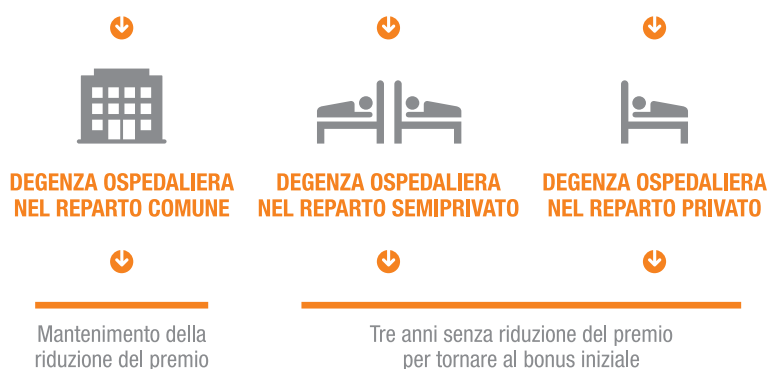 DEGENZA OSPEDALIERA
NEL REPARTO COMUNE
DEGENZA OSPEDALIERA
NEL REPARTO SEMIPRIVATO
DEGENZA OSPEDALIERA
NEL REPARTO PRIVATO
Mantenimento della
riduzione del premio
Tre anni senza riduzione del premio
per tornare al bonus iniziale